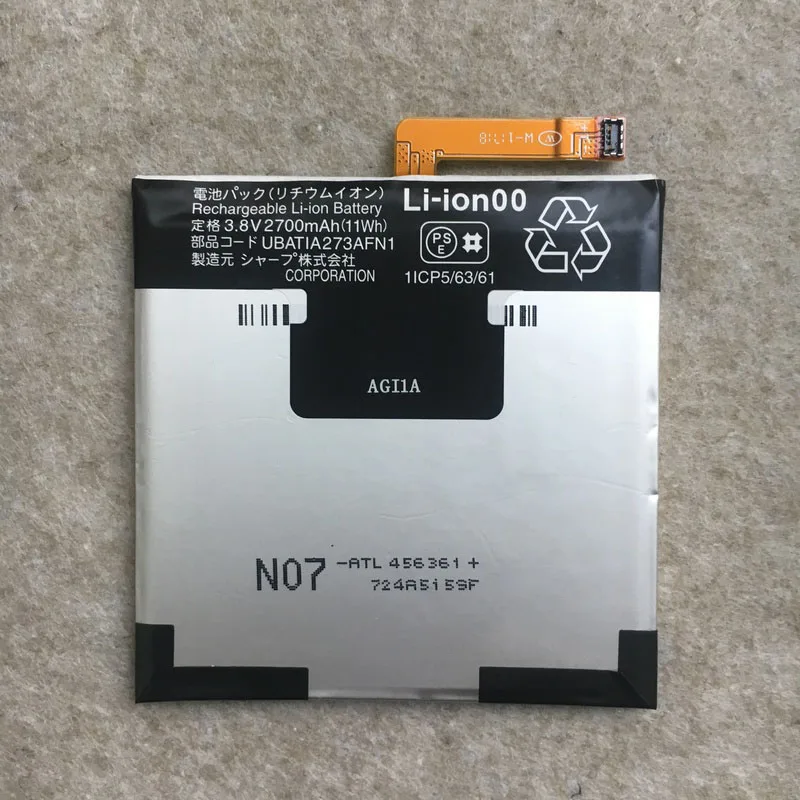 8ILI1-M
電池パック(リチウムイオン)
Rechargeable Li-ion Battery
定格 3.8V 2700mAh(11Wh)
部品コード UBATIA273AFN1
製造元 シャープ株式会社
CORPORATION
Li-ion00
PS
E
1ICP5/63/61
AGI1A
N07
-ATL 456361+
724A5159F